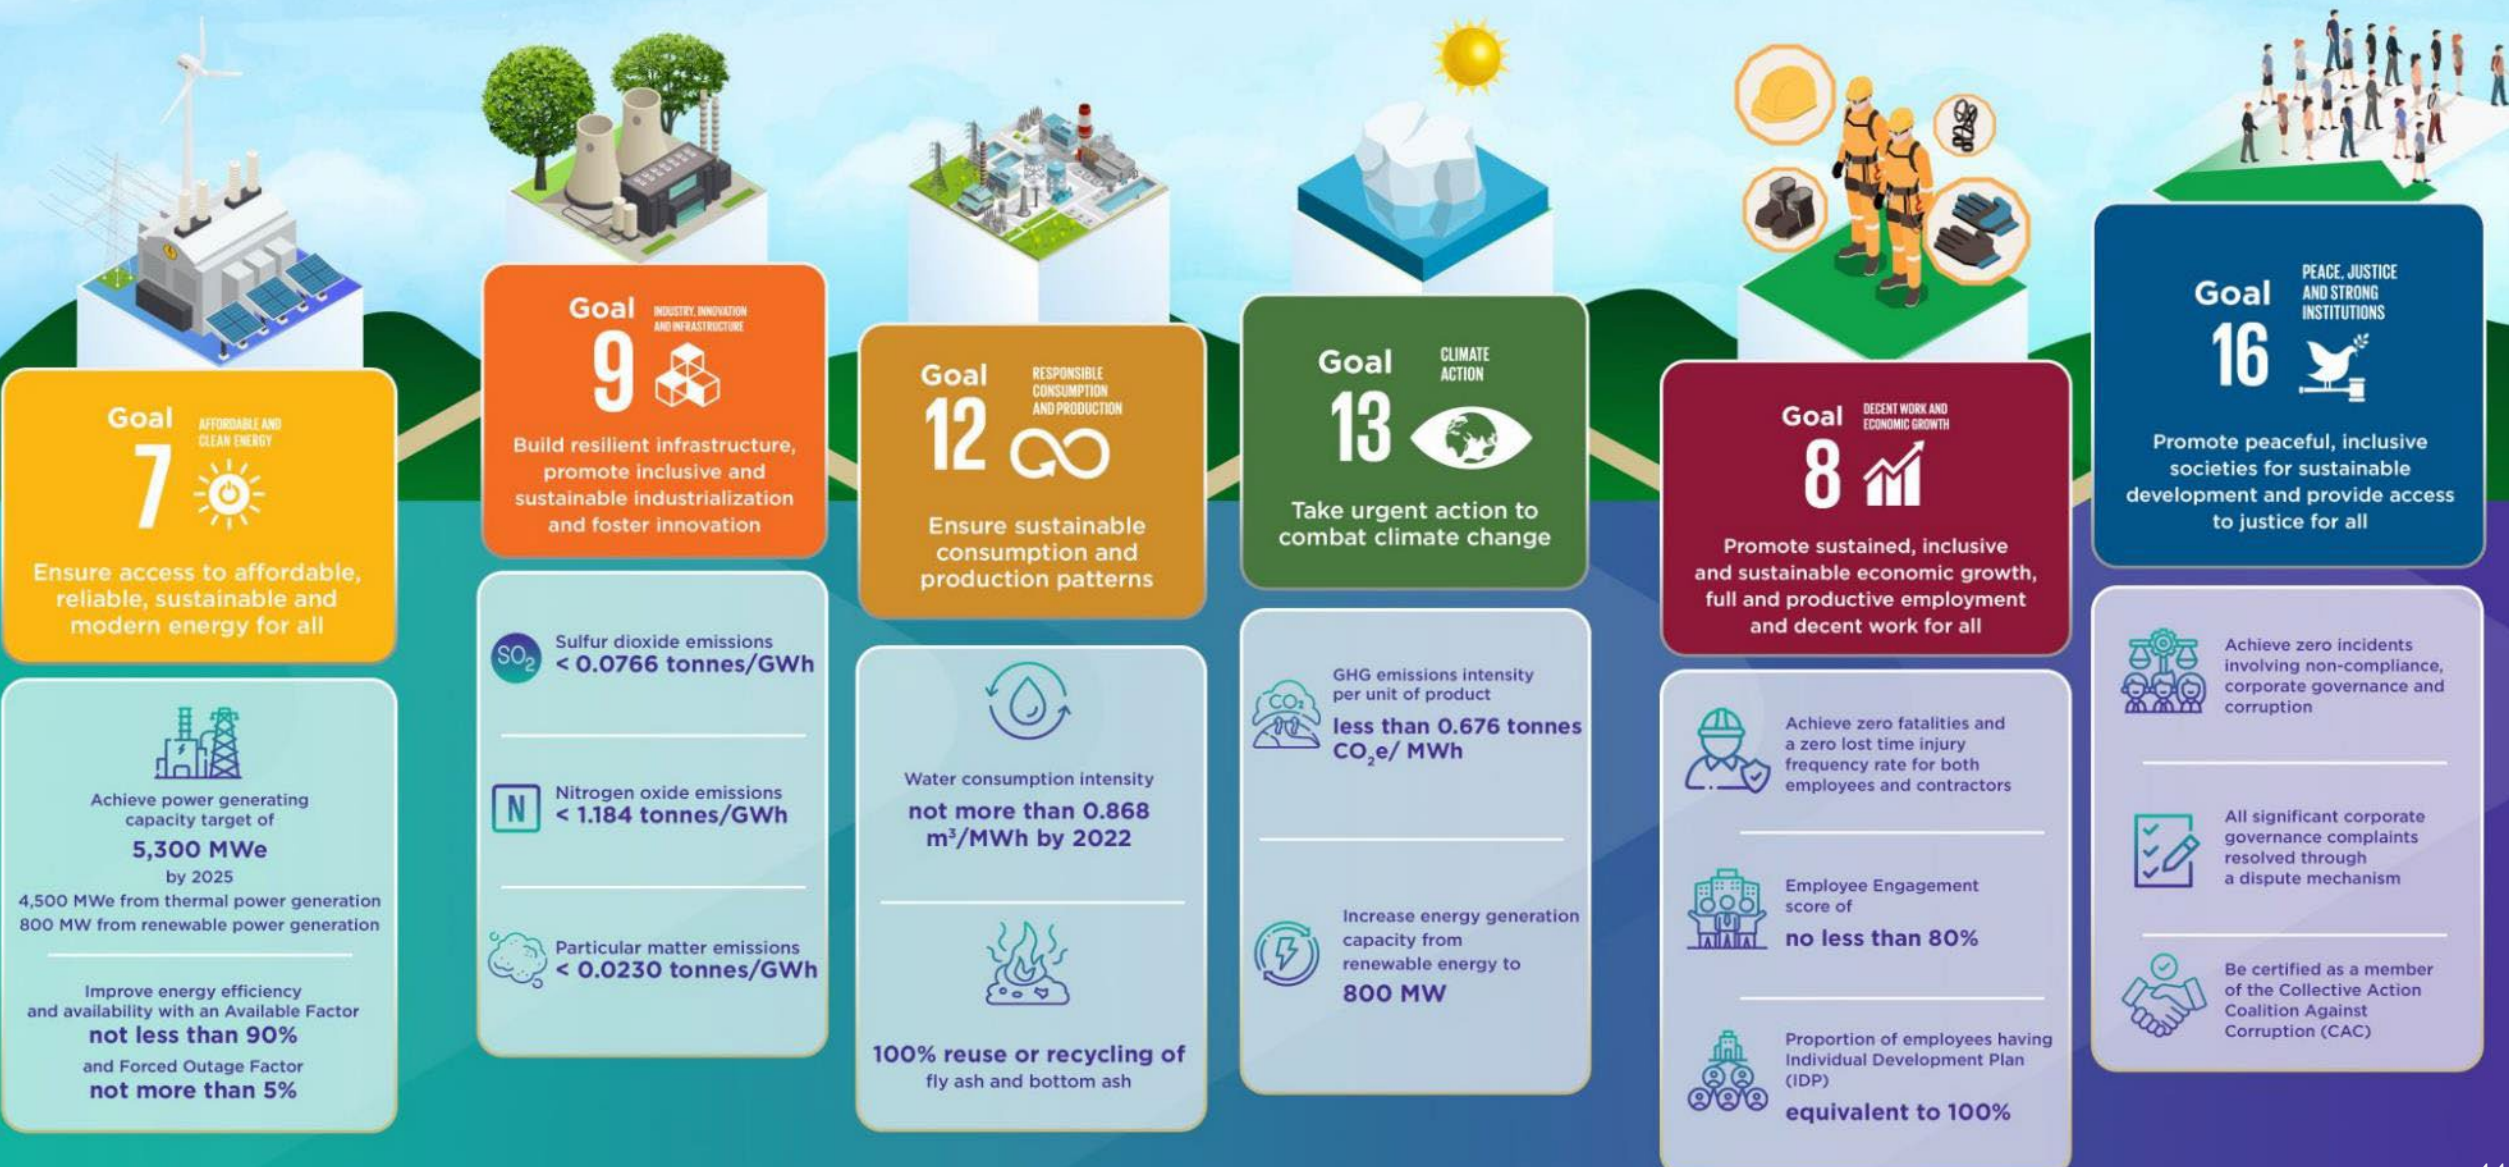 Goal
7
AFFORDABLE AND
CLEAN ENERGY
Ensure access to affordable,
reliable, sustainable and
modern energy for all
Achieve power generating
capacity target of
5,300 MWe
by 2025
4,500 MWe from thermal power generation
800 MW from renewable power generation
Improve energy efficiency
and availability with an Available Factor
not less than 90%
and Forced Outage Factor
not more than 5%
Goal
9
INDUSTRY, INNOVATION
AND INFRASTRUCTURE
Build resilient infrastructure,
promote inclusive and
sustainable industrialization
and foster innovation
SO₂
Sulfur dioxide emissions
< 0.0766 tonnes/GWh
N
Nitrogen oxide emissions
< 1.184 tonnes/GWh
Particular matter emissions
< 0.0230 tonnes/GWh
Goal
12
RESPONSIBLE
CONSUMPTION
AND PRODUCTION
Ensure sustainable
consumption and
production patterns
Water consumption intensity
not more than 0.868
m³/MWh by 2022
100% reuse or recycling of
fly ash and bottom ash
Goal
13
CLIMATE
ACTION
Take urgent action to
combat climate change
CO₂
GHG emissions intensity
per unit of product
less than 0.676 tonnes
CO₂e/ MWh
Increase energy generation
capacity from
renewable energy to
800 MW
Goal
8
DECENT WORK AND
ECONOMIC GROWTH
Promote sustained, inclusive
and sustainable economic growth,
full and productive employment
and decent work for all
Achieve zero fatalities and
a zero lost time injury
frequency rate for both
employees and contractors
Employee Engagement
score of
no less than 80%
Proportion of employees having
Individual Development Plan
(IDP)
equivalent to 100%
Goal
16
PEACE, JUSTICE
AND STRONG
INSTITUTIONS
Promote peaceful, inclusive
societies for sustainable
development and provide access
to justice for all
Achieve zero incidents
involving non-compliance,
corporate governance and
corruption
All significant corporate
governance complaints
resolved through
a dispute mechanism
Be certified as a member
of the Collective Action
Coalition Against
Corruption (CAC)